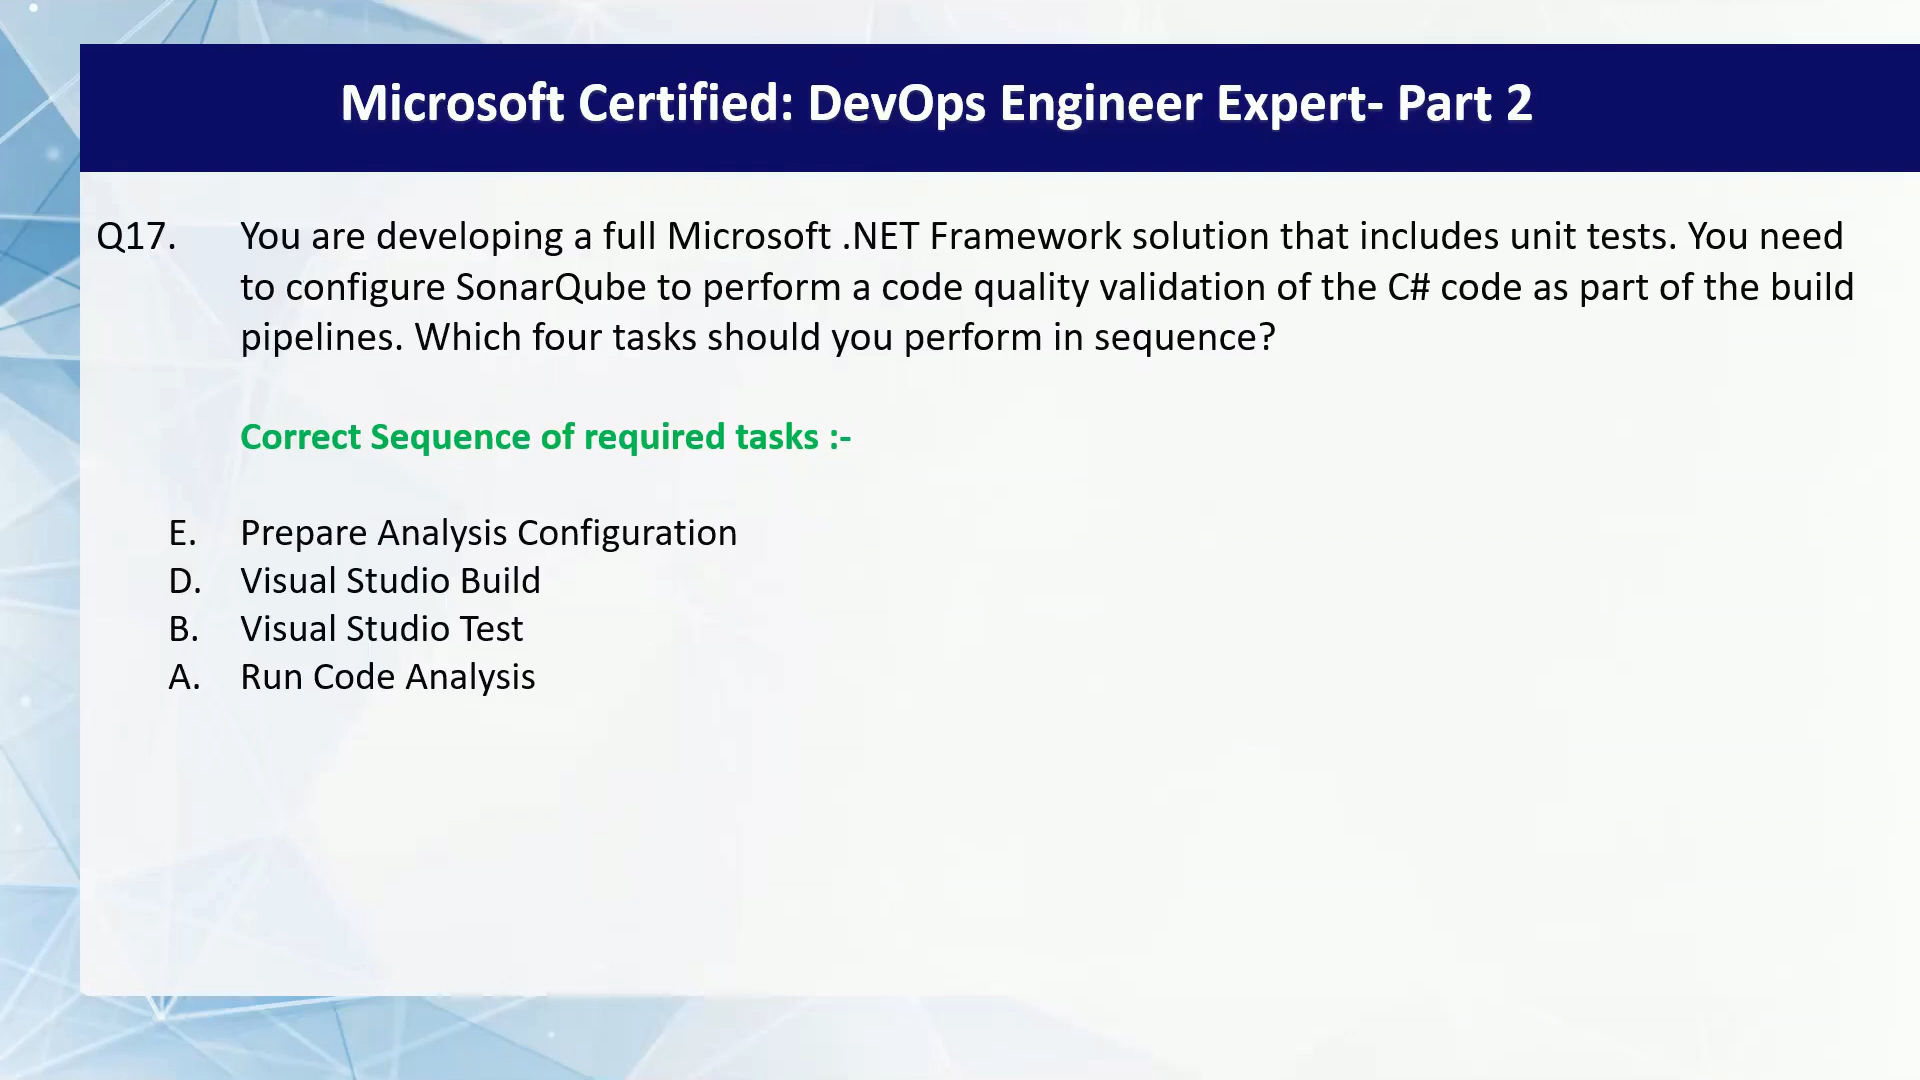 Microsoft Certified: DevOps Engineer Expert- Part 2
Q17. You are developing a full Microsoft .NET Framework solution that includes unit tests. You need
to configure SonarQube to perform a code quality validation of the C# code as part of the build
pipelines. Which four tasks should you perform in sequence?
Correct Sequence of required tasks :-
E. Prepare Analysis Configuration
D. Visual Studio Build
B. Visual Studio Test
A. Run Code Analysis